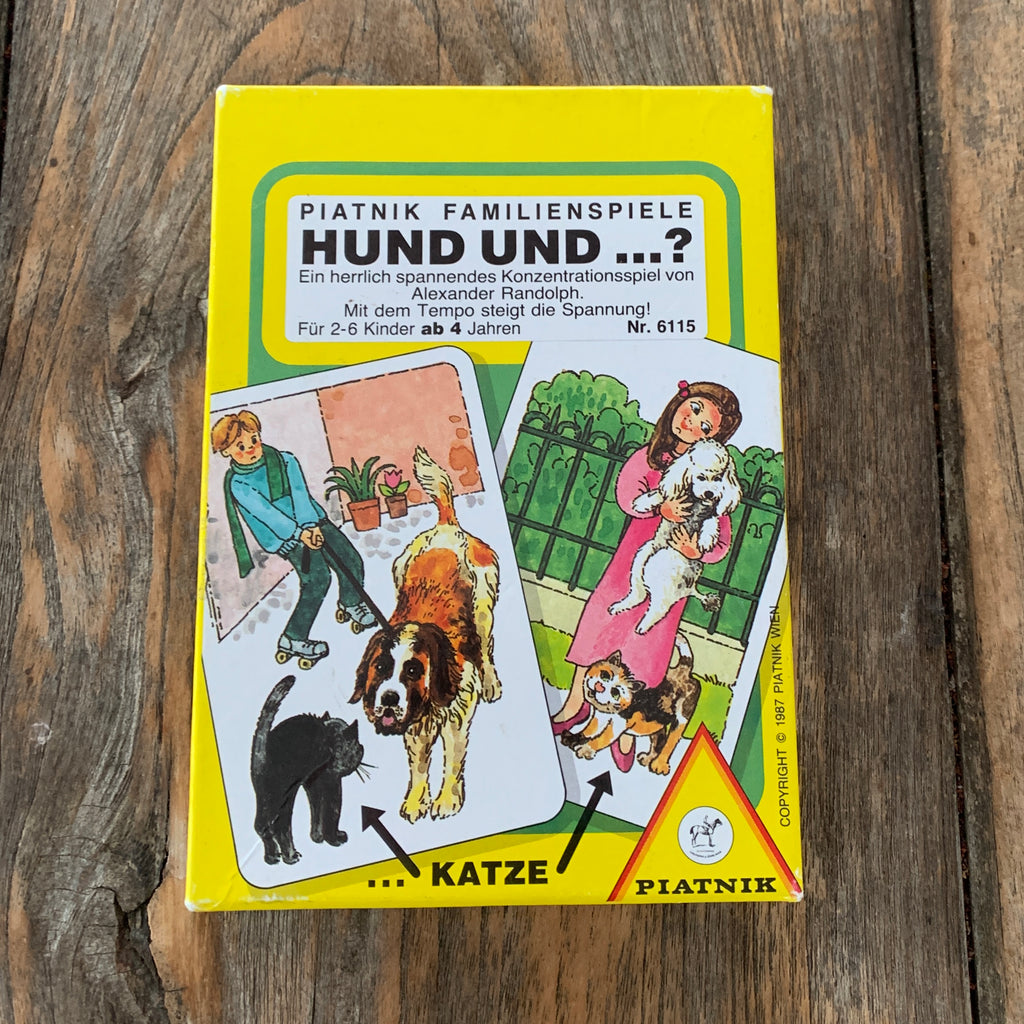 PIATNIK FAMILIENSPIELE
HUND UND ...?
Ein herrlich spannendes Konzentrationsspiel von
Alexander Randolph.
Mit dem Tempo steigt die Spannung!
Für 2-6 Kinder ab 4 Jahren Nr. 6115
COPYRIGHT © 1987 PIATNIK WIEN
... KATZE
PIATNIK